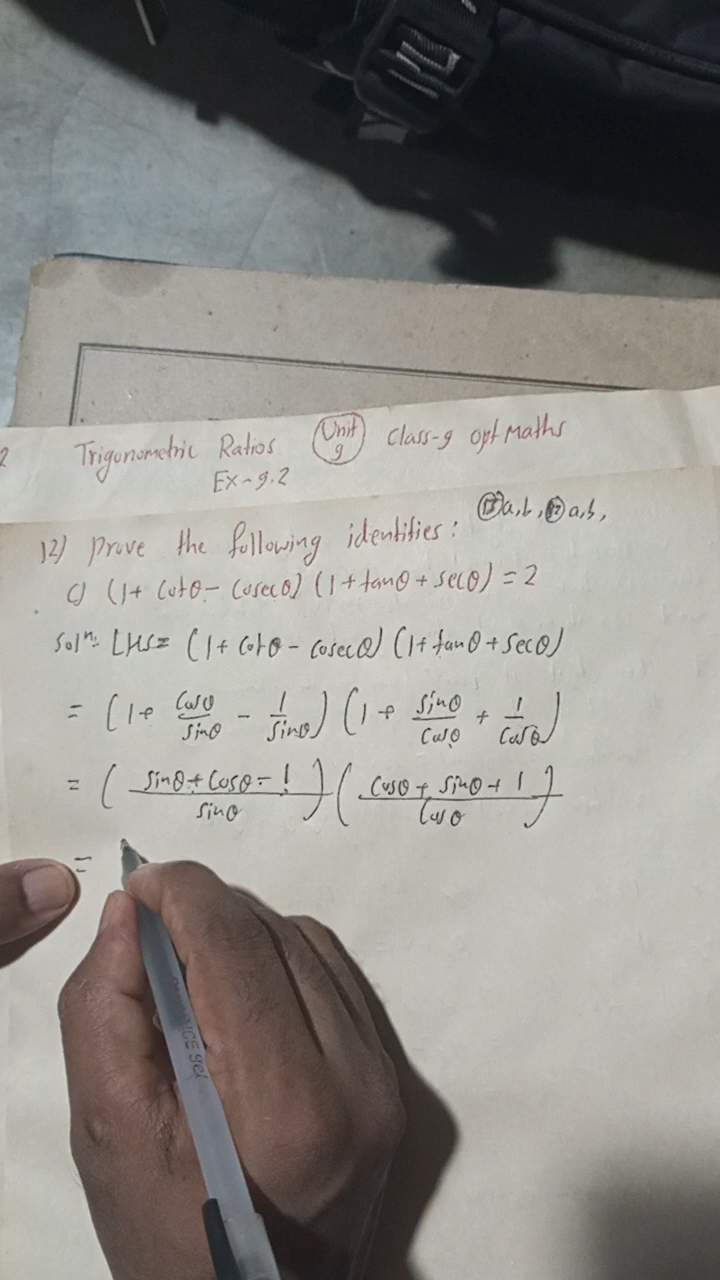 2 Trigonometric Ratios Unit 9 Class-9 opt Maths
Ex-9.2
a,b, a,b,
12) prove the following identities:
c) (1+ cotθ - cosecθ) (1+tanθ + secθ) = 2
Solⁿ: LHS = (1+ cotθ - cosecθ) (1+tanθ + secθ)
= (1+ cosθ/sinθ - 1/sinθ) (1+ sinθ/cosθ + 1/cosθ)
= (sinθ+cosθ-1/sinθ) (cosθ+sinθ+1/cosθ)
=
gel